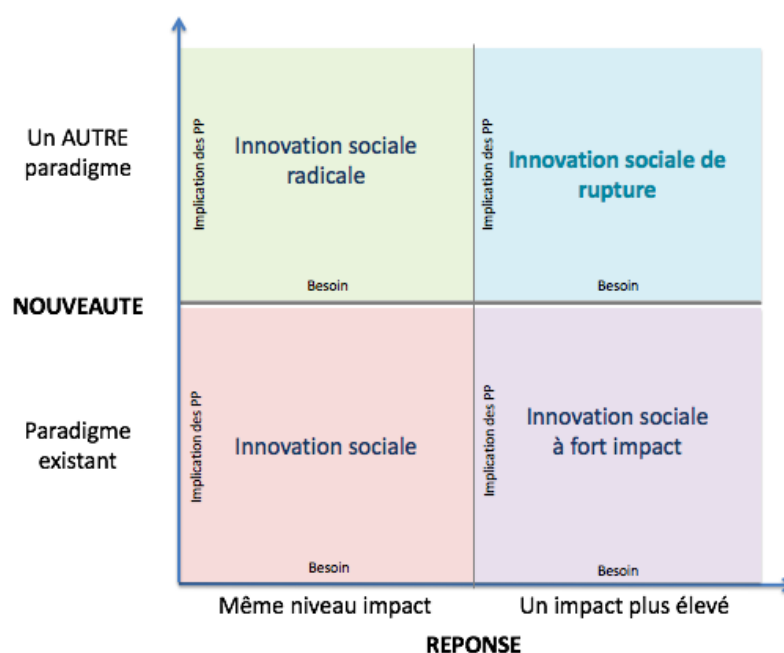 Un AUTRE
paradigme
Implication des PP
Innovation sociale
radicale
Besoin
Implication des PP
Innovation sociale de
rupture
Besoin
NOUVEAUTE
Paradigme
existant
Implication des PP
Innovation sociale
Besoin
Implication des PP
Innovation sociale
à fort impact
Besoin
Même niveau impact
Un impact plus élevé
REPONSE